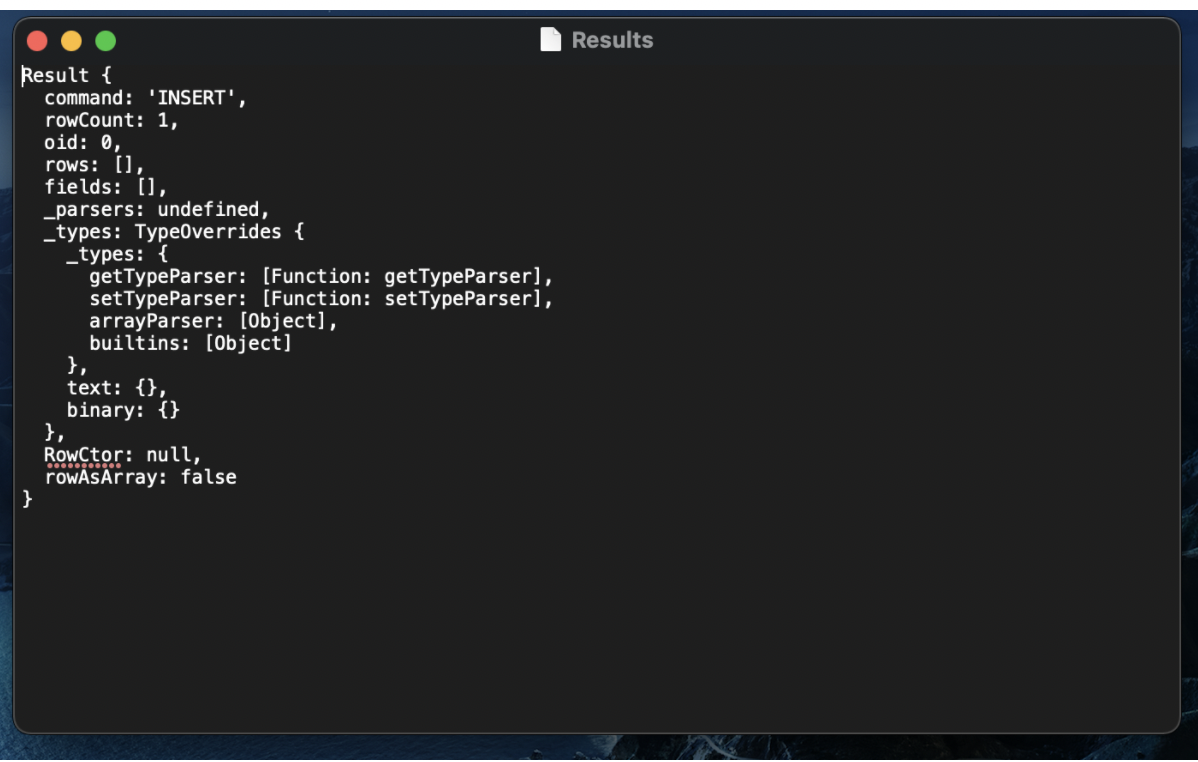 Results
Result {
  command: 'INSERT',
  rowCount: 1,
  oid: 0,
  rows: [],
  fields: [],
  _parsers: undefined,
  _types: TypeOverrides {
    _types: {
      getTypeParser: [Function: getTypeParser],
      setTypeParser: [Function: setTypeParser],
      arrayParser: [Object],
      builtins: [Object]
    },
    text: {},
    binary: {}
  },
  RowCtor: null,
  rowAsArray: false
}